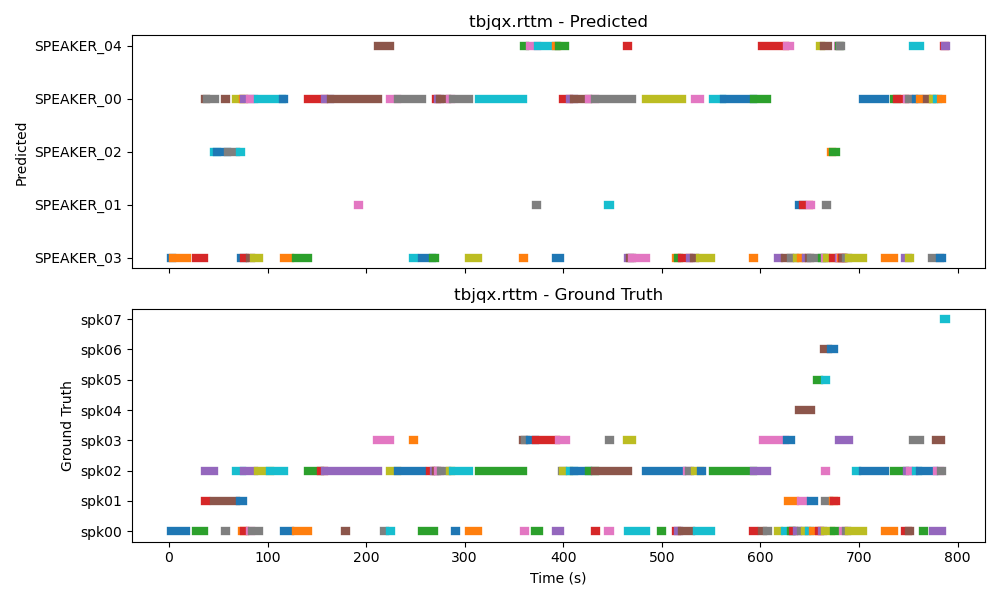 tbjqx.rttm - Predicted
SPEAKER_04
SPEAKER_00
SPEAKER_02
SPEAKER_01
SPEAKER_03
Predicted
tbjqx.rttm - Ground Truth
spk07
spk06
spk05
spk04
spk03
spk02
spk01
spk00
Ground Truth
0 100 200 300 400 500 600 700 800
Time (s)